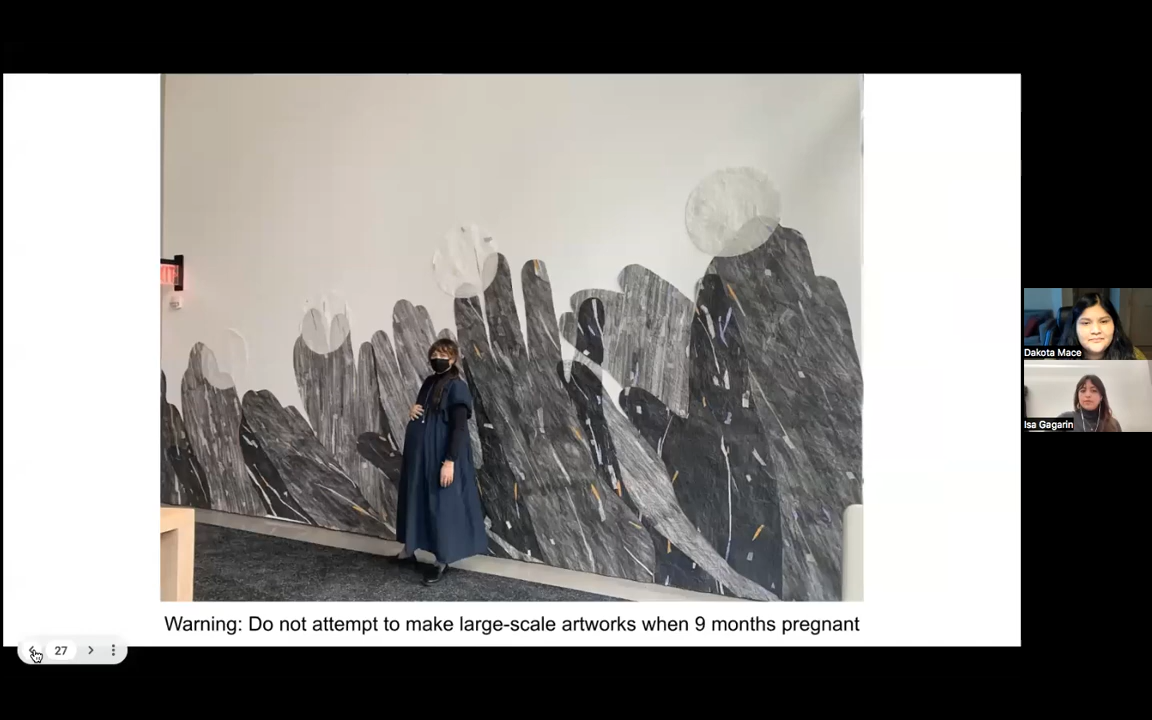 Dakota Mace
Isa Gagarin
Warning: Do not attempt to make large-scale artworks when 9 months pregnant
27